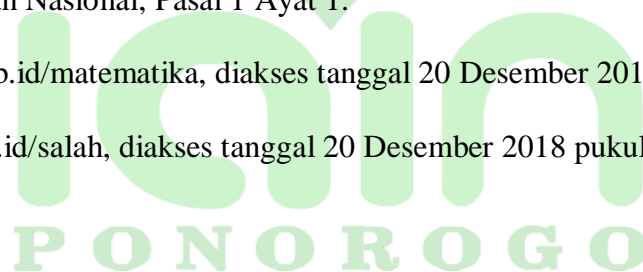 Nasional, Pasal 1 Ayat 1.
.id/matematika, diakses tanggal 20 Desember 201
.id/salah, diakses tanggal 20 Desember 2018 pukul
PONOROGO